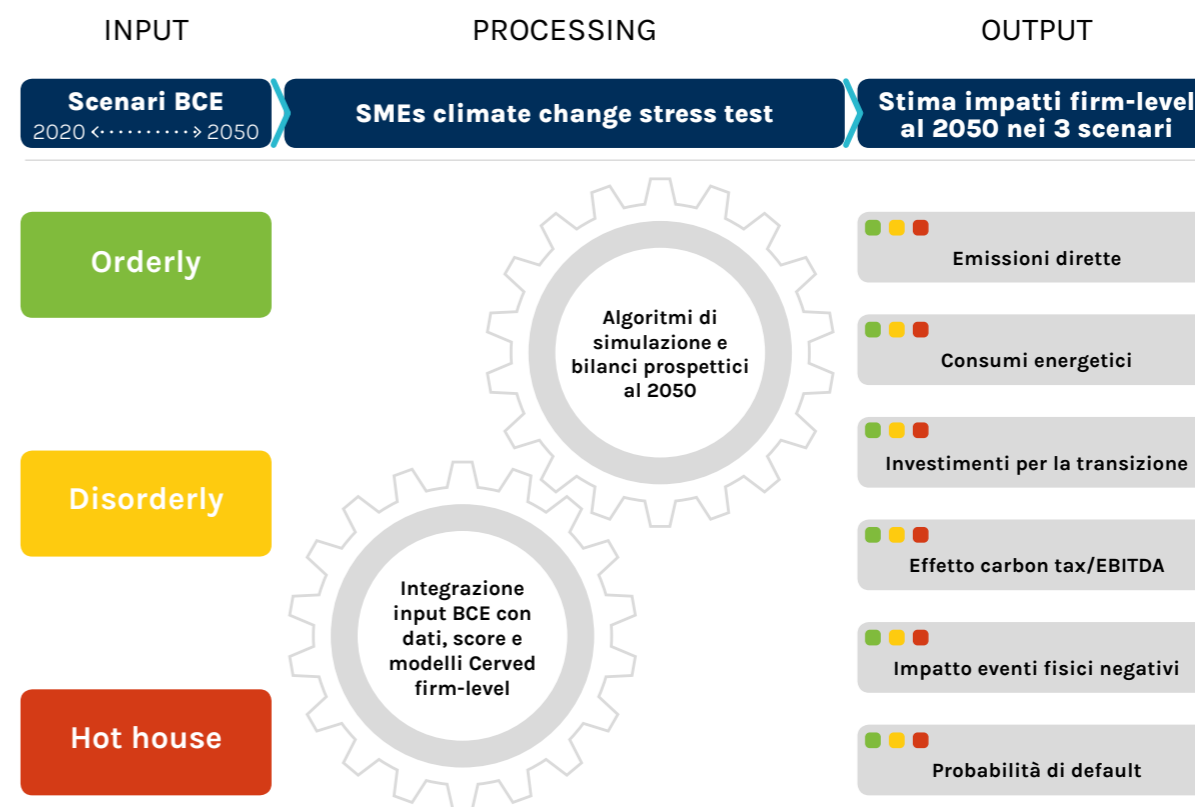 INPUT
PROCESSING
OUTPUT
Scenari BCE
2020 <··········> 2050
SMEs climate change stress test
Stima impatti firm-level
al 2050 nei 3 scenari
Orderly
Disorderly
Hot house
Algoritmi di
simulazione e
bilanci prospettici
al 2050
Integrazione
input BCE con
dati, score e
modelli Cerved
firm-level
Emissioni dirette
Consumi energetici
Investimenti per la transizione
Effetto carbon tax/EBITDA
Impatto eventi fisici negativi
Probabilità di default